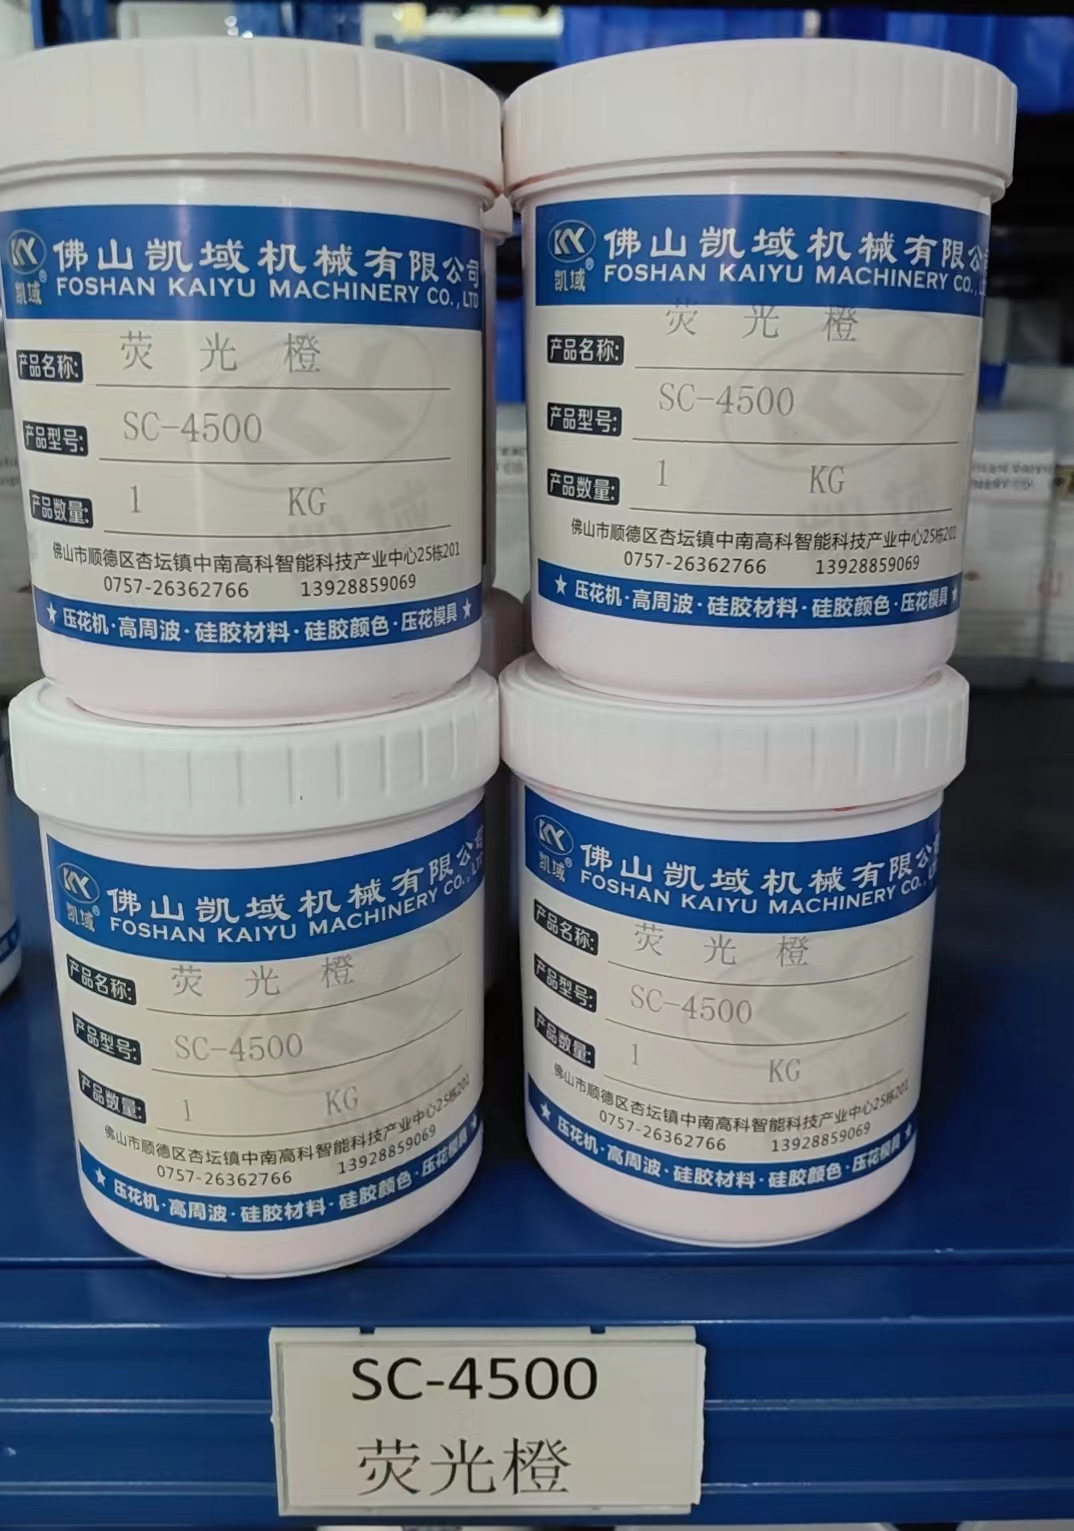 KY
凯域®
佛山凯域机械有限公司
FOSHAN KAIYU MACHINERY CO., LTD
产品名称: 荧光橙
产品型号: SC-4500
产品数量: 1 KG
佛山市顺德区杏坛镇中南高科智能科技产业中心25栋201
0757-26362766 13928859069
★ 压花机·高周波·硅胶材料·硅胶颜色·压花模具 ★
KY
凯域®
佛山凯域机械有限公司
FOSHAN KAIYU MACHINERY CO., LTD
产品名称: 荧光橙
产品型号: SC-4500
产品数量: 1 KG
佛山市顺德区杏坛镇中南高科智能科技产业中心25栋201
0757-26362766 13928859069
★ 压花机·高周波·硅胶材料·硅胶颜色·压花模具 ★
KY
凯域®
佛山凯域机械有限公司
FOSHAN KAIYU MACHINERY CO., LTD
产品名称: 荧光橙
产品型号: SC-4500
产品数量: 1 KG
佛山市顺德区杏坛镇中南高科智能科技产业中心25栋201
0757-26362766 13928859069
★ 压花机·高周波·硅胶材料·硅胶颜色·压花模具 ★
KY
凯域®
佛山凯域机械有限公司
FOSHAN KAIYU MACHINERY CO., LTD
产品名称: 荧光橙
产品型号: SC-4500
产品数量: 1 KG
佛山市顺德区杏坛镇中南高科智能科技产业中心25栋201
0757-26362766 13928859069
★ 压花机·高周波·硅胶材料·硅胶颜色·压花模具 ★
SC-4500
荧光橙